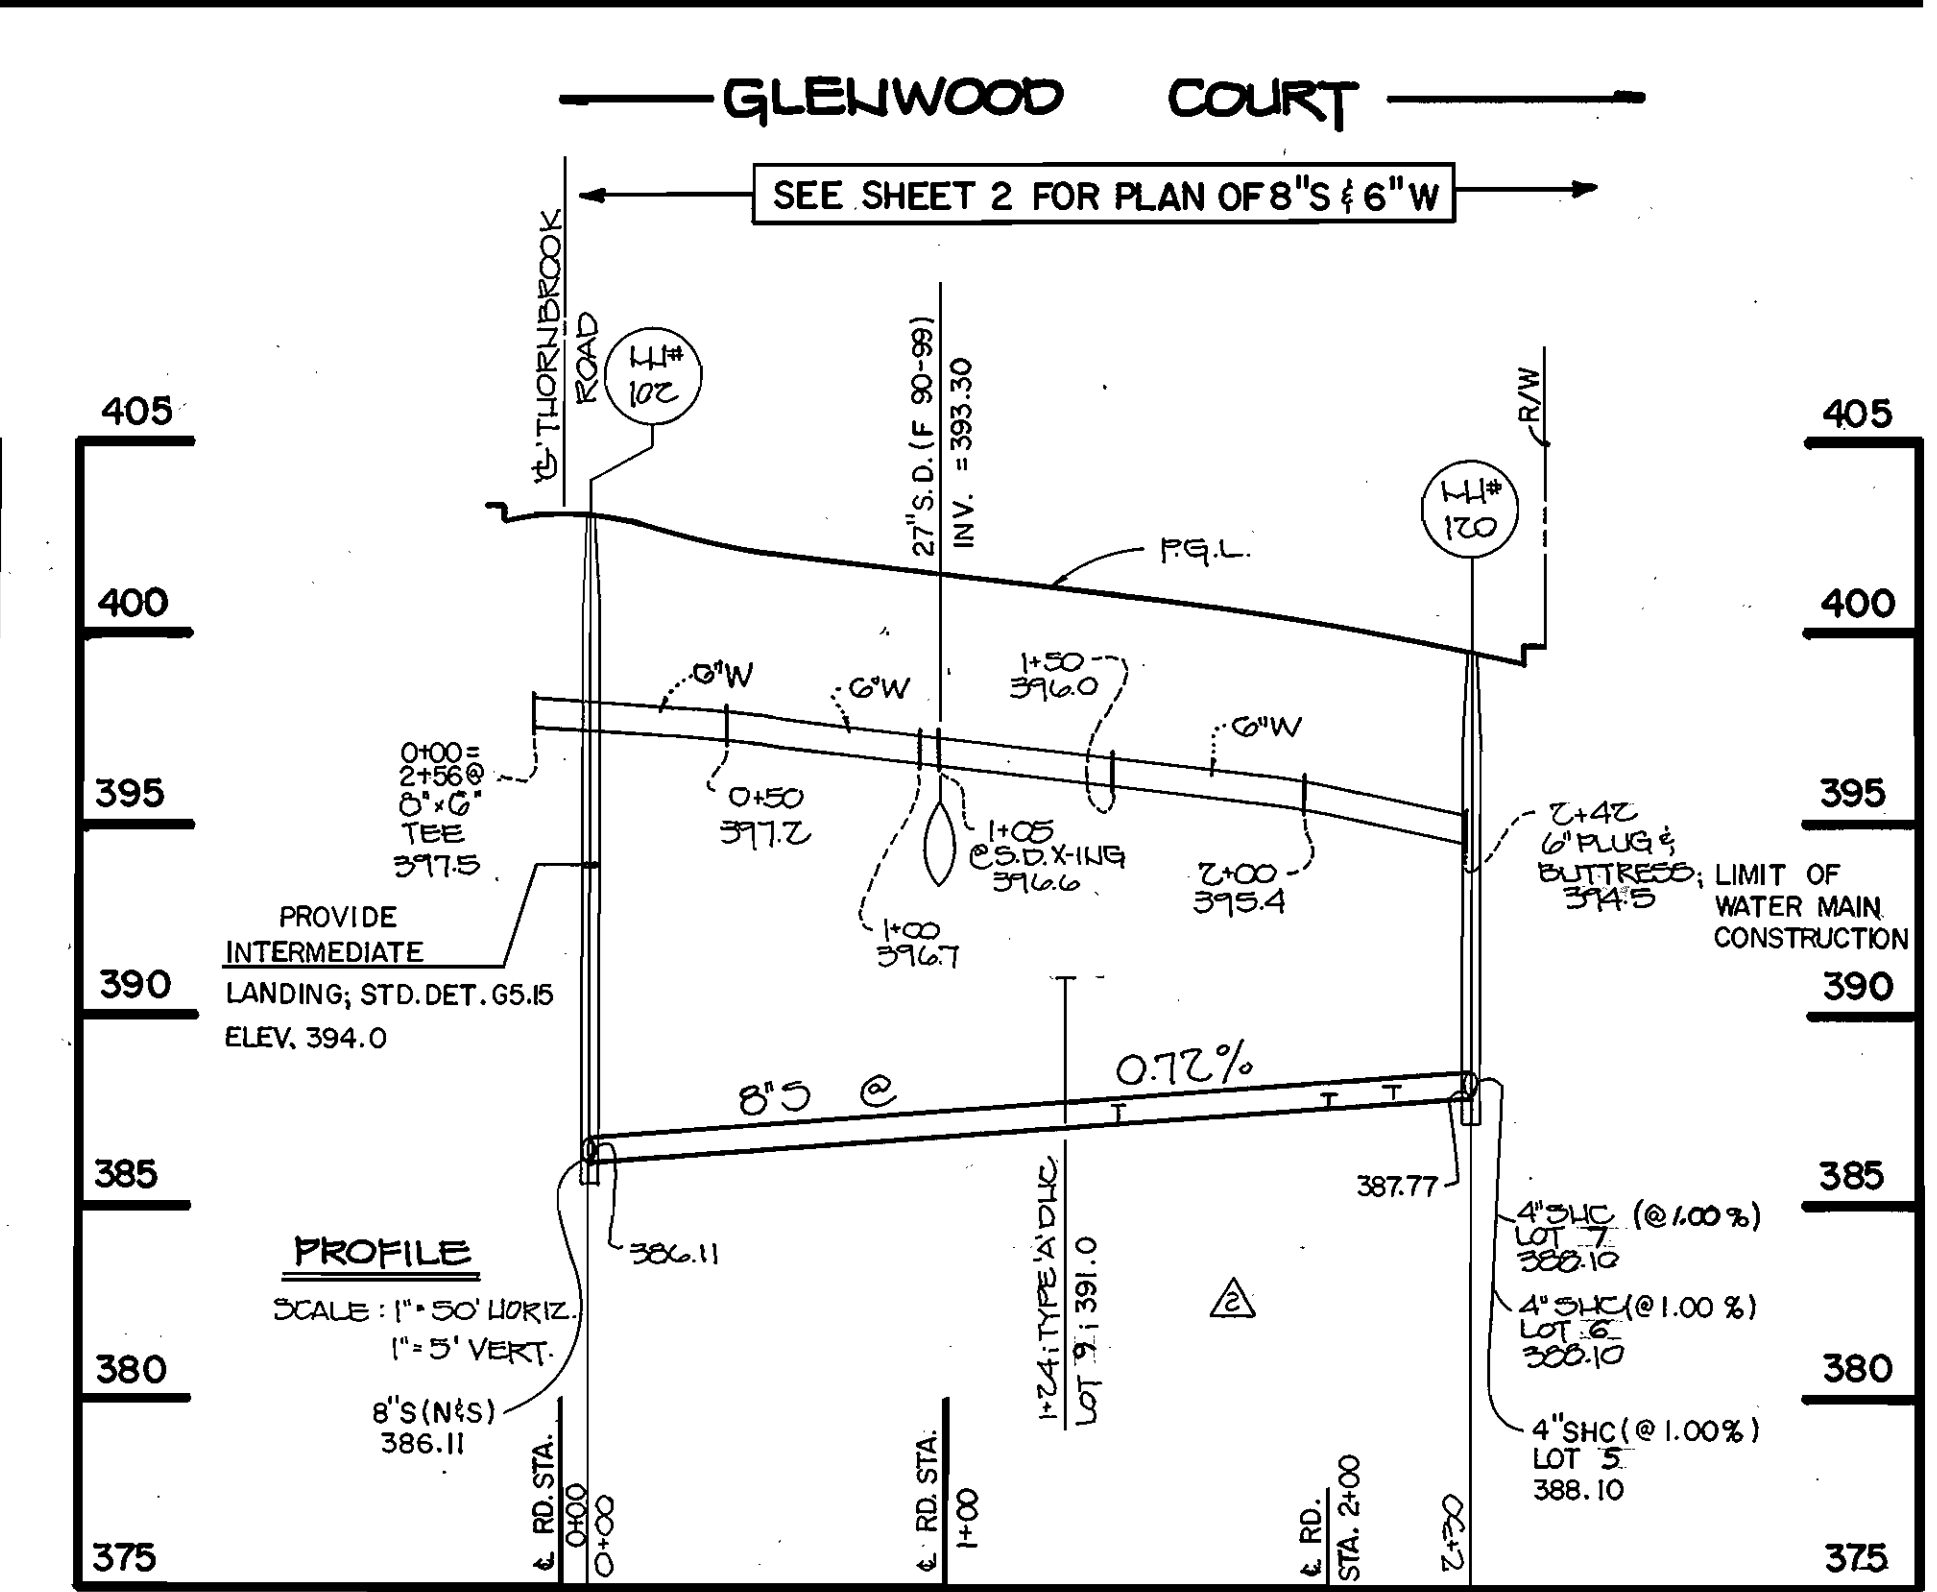 GLENWOOD COURT
SEE SHEET 2 FOR PLAN OF 8"S & 6"W
℄ THORNBROOK
ROAD
MH#
102
27"S.D. (F 90-99)
INV. = 393.30
R/W
MH#
120
P.G.L.
405
405
400
400
395
395
390
390
385
385
380
380
375
375
6"W
6"W
1+50
396.0
6"W
0+00=
2+56@
8"x6"
TEE
397.5
0+50
397.2
1+05
@S.D. X-ING
396.6
1+00
396.7
2+00
395.4
2+42
6" PLUG &
BUTTRESS;
394.5
LIMIT OF
WATER MAIN
CONSTRUCTION
PROVIDE
INTERMEDIATE
LANDING; STD. DET. G5.15
ELEV. 394.0
8"S @ 0.72%
T
T
T
387.77
386.11
PROFILE
SCALE: 1"=50' HORIZ.
1"=5' VERT.
8"S (N&S)
386.11
1+24; TYPE 'A' DHC
LOT 9; 391.0
2
4"SHC (@1.00%)
LOT 7
388.10
4"SHC (@1.00%)
LOT 6
388.10
4"SHC (@1.00%)
LOT 5
388.10
℄ RD. STA.
0+00
0+00
℄ RD. STA.
1+00
℄ RD.
STA. 2+00
2+30